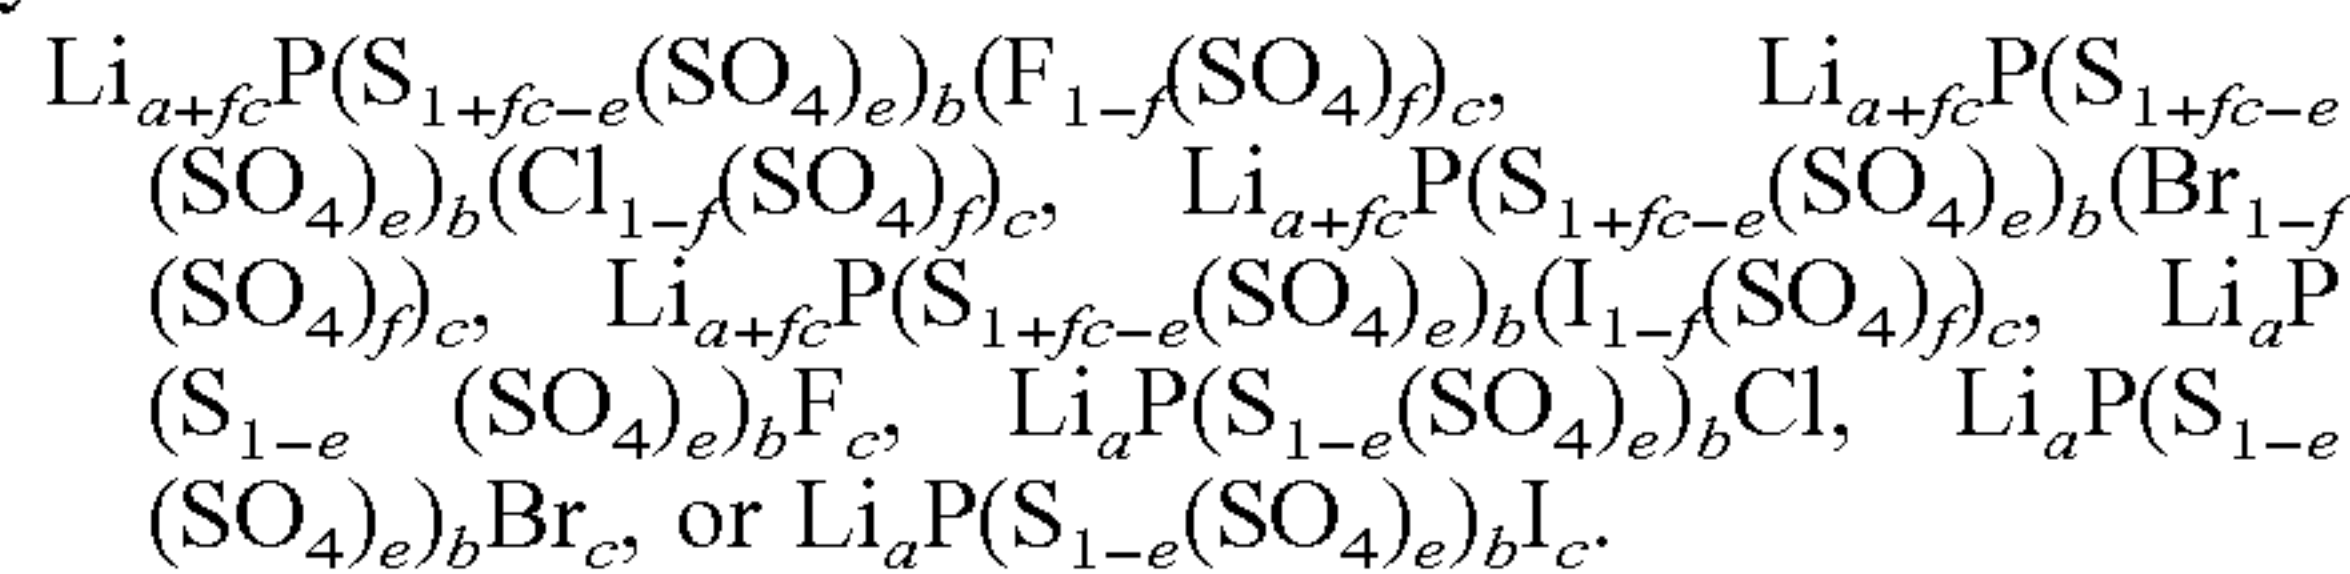 Li_{a+fc}P(S_{1+fc−e}(SO_4)_e)_b(F_{1−f}(SO_4)_f)_c, Li_{a+fc}P(S_{1+fc−e}
(SO_4)_e)_b(Cl_{1−f}(SO_4)_f)_c, Li_{a+fc}P(S_{1+fc−e}(SO_4)_e)_b(Br_{1−f}
(SO_4)_f)_c, Li_{a+fc}P(S_{1+fc−e}(SO_4)_e)_b(I_{1−f}(SO_4)_f)_c, Li_aP
(S_{1−e} (SO_4)_e)_bF_c, Li_aP(S_{1−e}(SO_4)_e)_bCl, Li_aP(S_{1−e}
(SO_4)_e)_bBr_c, or Li_aP(S_{1−e}(SO_4)_e)_bI_c.